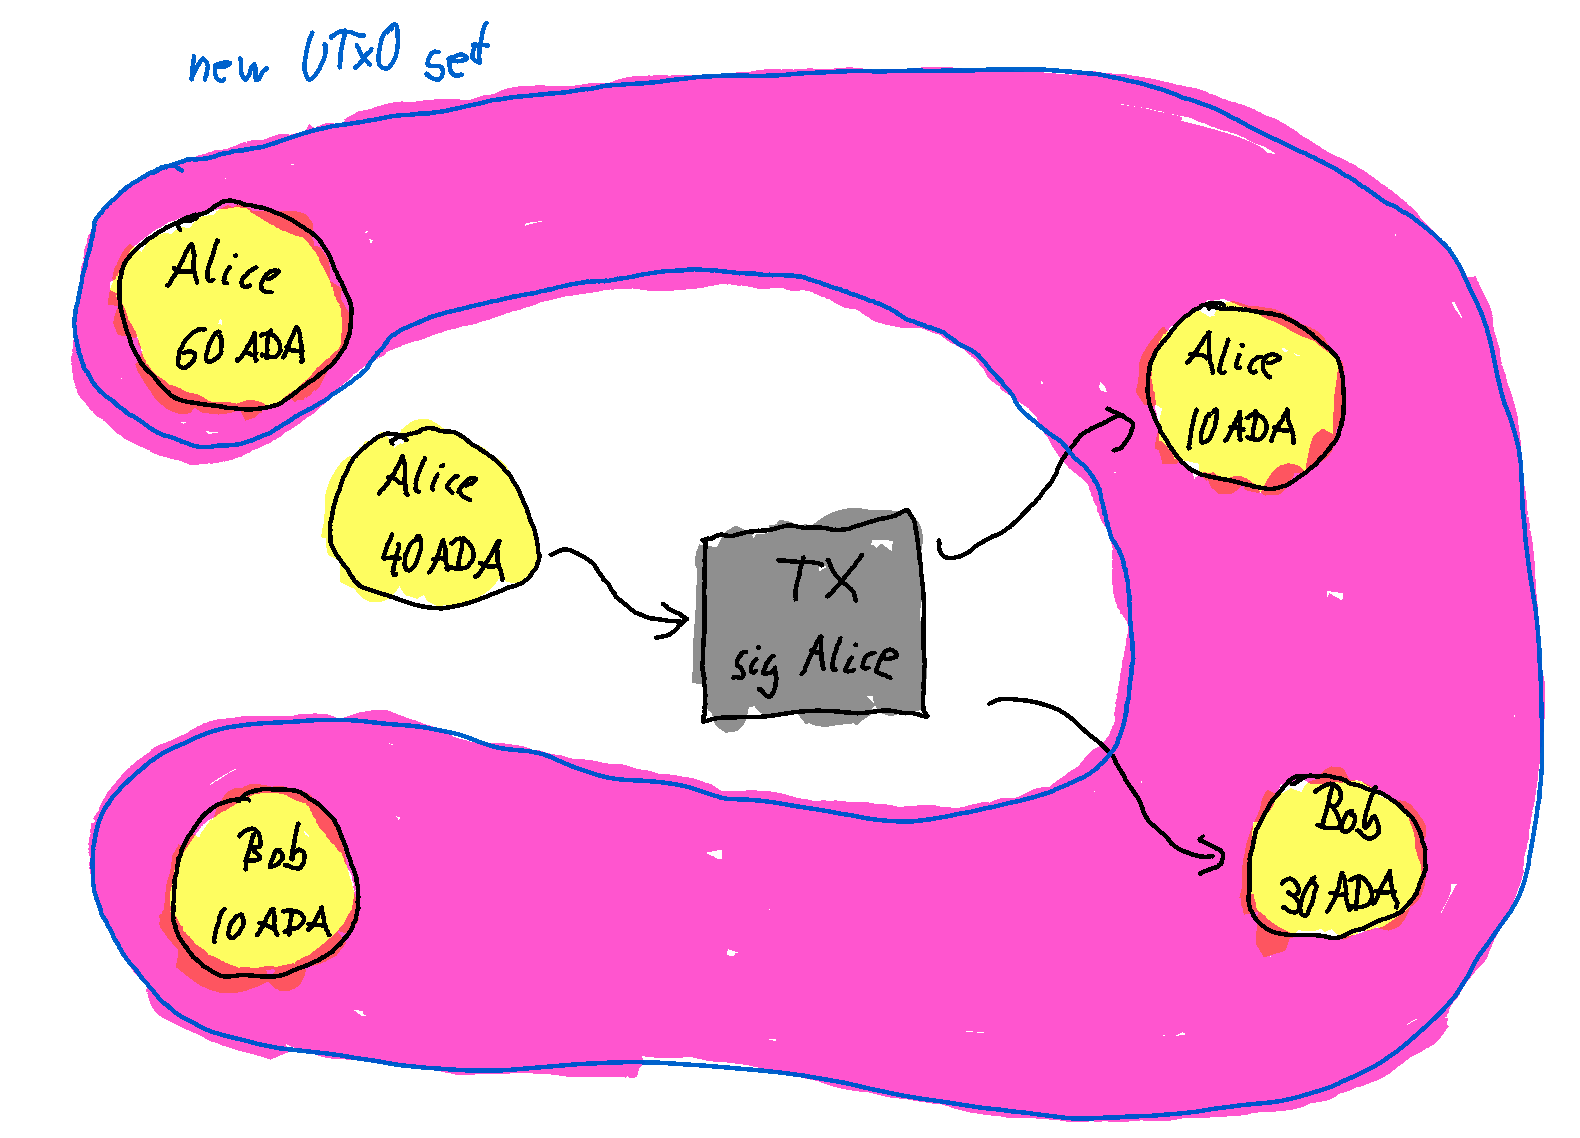 new UTxO set
Alice
60 ADA
Alice
40 ADA
TX
sig Alice
Alice
10 ADA
Bob
10 ADA
Bob
30 ADA